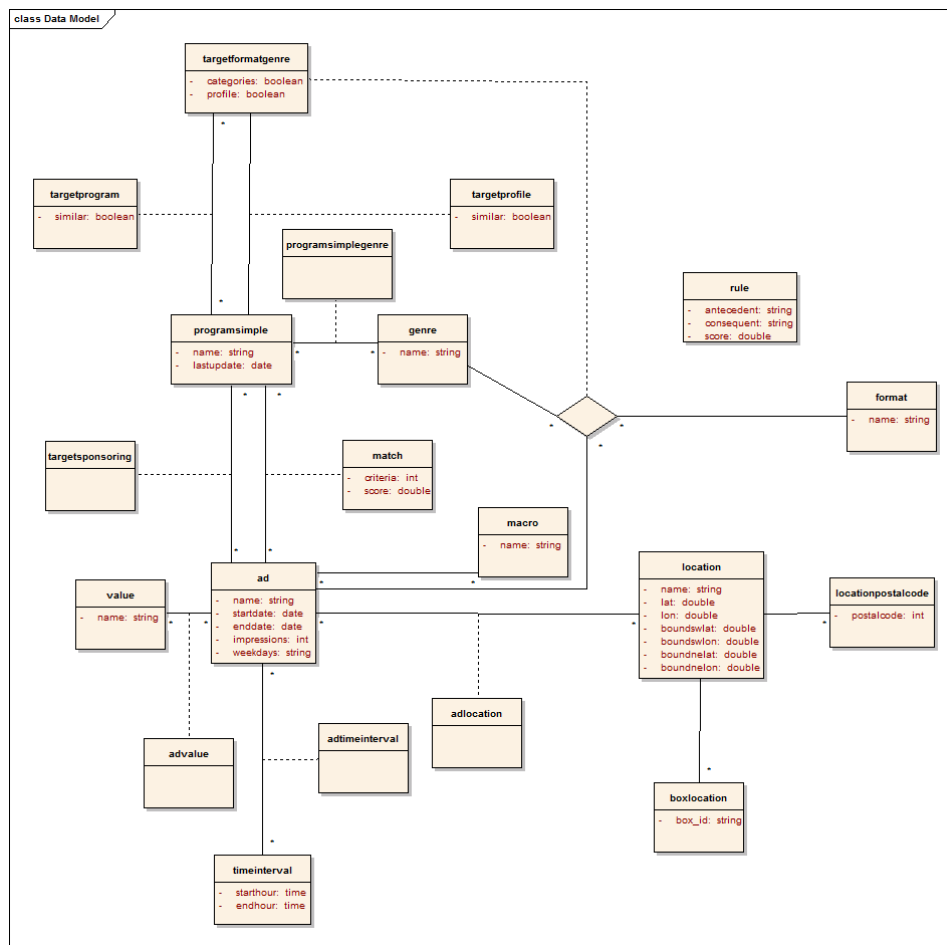 class Data Model
targetformatgenre
- categories: boolean
- profile: boolean
*
targetprogram
- similar: boolean
targetprofile
- similar: boolean
programsimplegenre
rule
- antecedent: string
- consequent: string
- score: double
*
programsimple
- name: string
- lastupdate: date
* *
genre
- name: string
format
- name: string
* *
* *
*
targetsponsoring
match
- criteria: int
- score: double
macro
- name: string
* *
ad
- name: string
- startdate: date
- enddate: date
- impressions: int
- weekdays: string
* *
value
- name: string
* *
*
location
- name: string
- lat: double
- lon: double
- boundswlat: double
- boundswlon: double
- boundnelat: double
- boundnelon: double
*
locationpostalcode
- postalcode: int
*
*
adlocation
adtimeinterval
advalue
*
boxlocation
- box_id: string
*
timeinterval
- starthour: time
- endhour: time